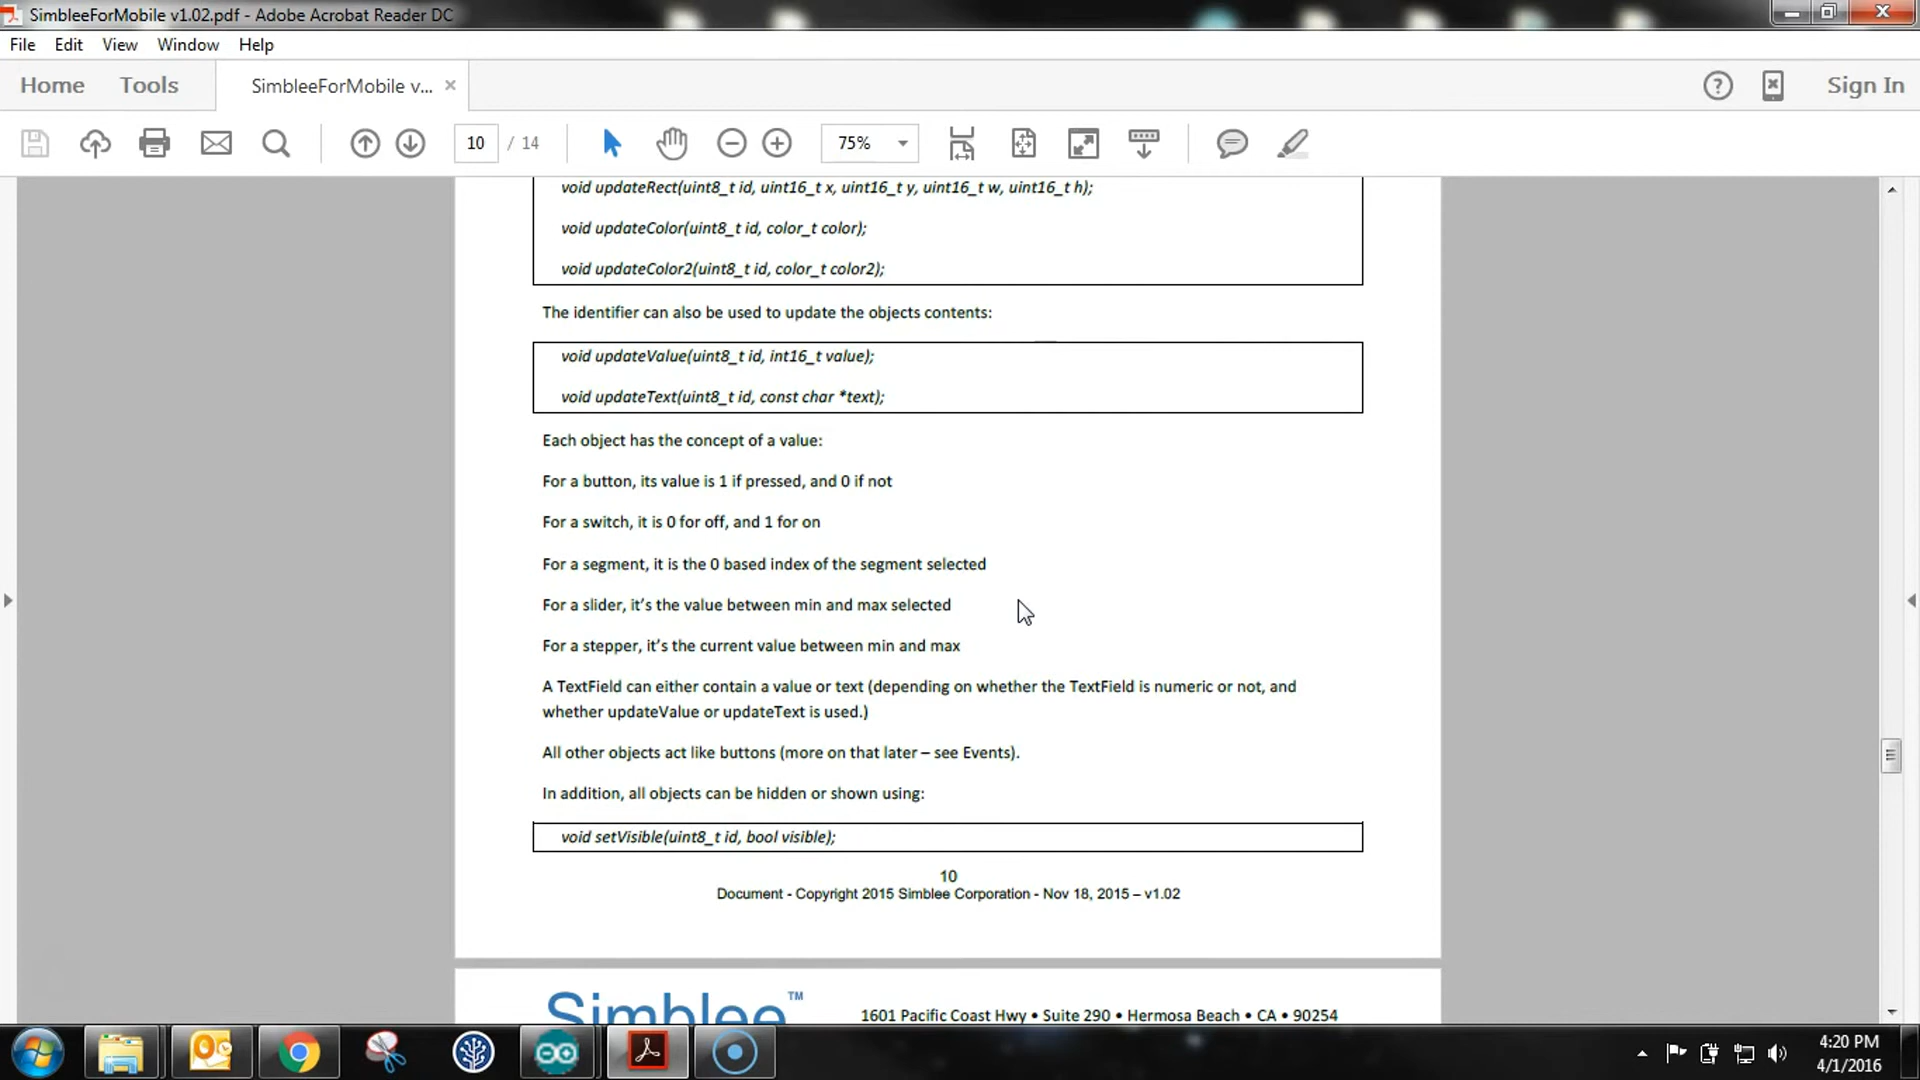 SimbleeForMobile v1.02.pdf - Adobe Acrobat Reader DC
File Edit View Window Help
Home Tools SimbleeForMobile v... × Sign In
10 / 14 75%
void updateRect(uint8_t id, uint16_t x, uint16_t y, uint16_t w, uint16_t h);
void updateColor(uint8_t id, color_t color);
void updateColor2(uint8_t id, color_t color2);
The identifier can also be used to update the objects contents:
void updateValue(uint8_t id, int16_t value);
void updateText(uint8_t id, const char *text);
Each object has the concept of a value:
For a button, its value is 1 if pressed, and 0 if not
For a switch, it is 0 for off, and 1 for on
For a segment, it is the 0 based index of the segment selected
For a slider, it's the value between min and max selected
For a stepper, it's the current value between min and max
A TextField can either contain a value or text (depending on whether the TextField is numeric or not, and
whether updateValue or updateText is used.)
All other objects act like buttons (more on that later – see Events).
In addition, all objects can be hidden or shown using:
void setVisible(uint8_t id, bool visible);
10
Document - Copyright 2015 Simblee Corporation - Nov 18, 2015 – v1.02
Simblee™
1601 Pacific Coast Hwy • Suite 290 • Hermosa Beach • CA • 90254
4:20 PM
4/1/2016